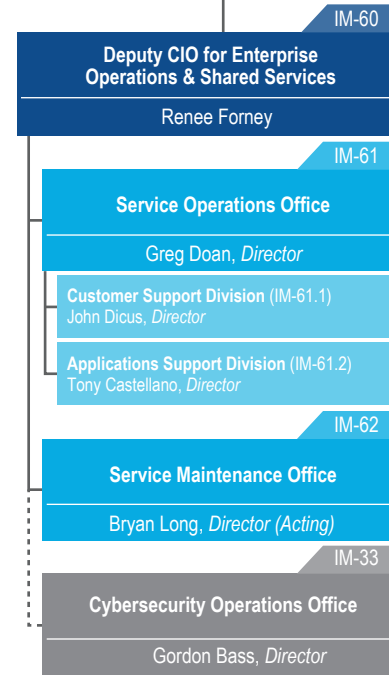 IM-60
Deputy CIO for Enterprise
Operations & Shared Services
Renee Forney
IM-61
Service Operations Office
Greg Doan, Director
Customer Support Division (IM-61.1)
John Dicus, Director
Applications Support Division (IM-61.2)
Tony Castellano, Director
IM-62
Service Maintenance Office
Bryan Long, Director (Acting)
IM-33
Cybersecurity Operations Office
Gordon Bass, Director